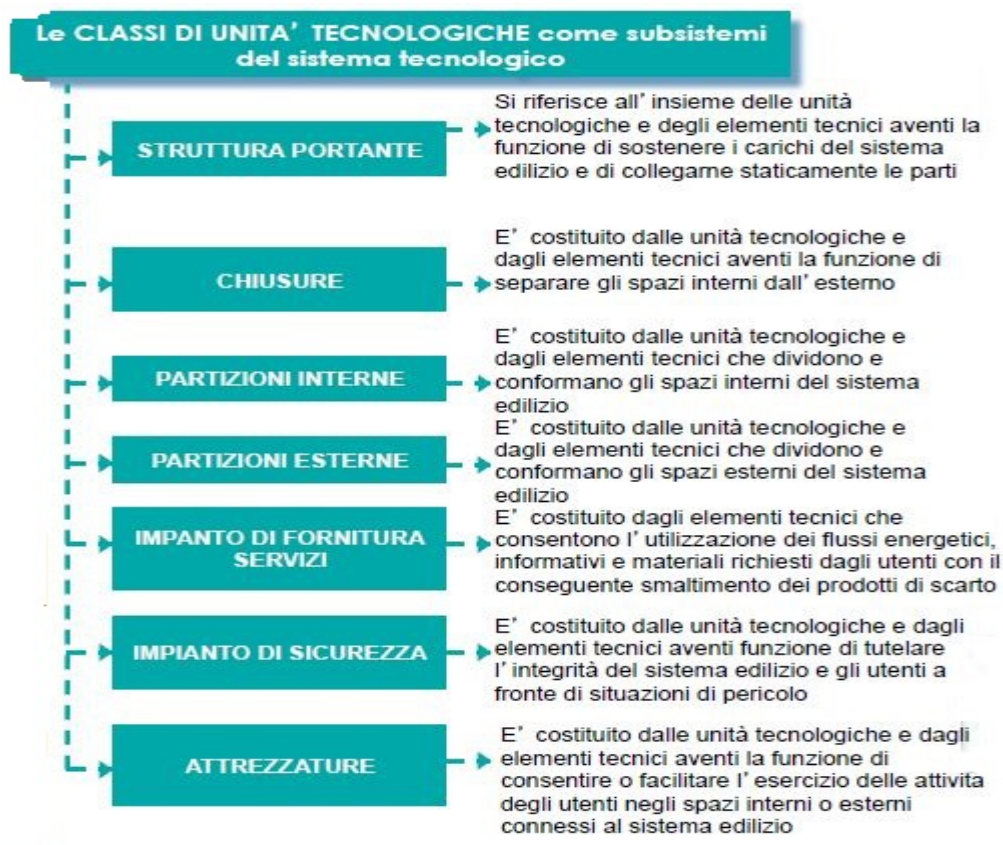 Le CLASSI DI UNITA’ TECNOLOGICHE come subsistemi
del sistema tecnologico
STRUTTURA PORTANTE
Si riferisce all’ insieme delle unità
tecnologiche e degli elementi tecnici aventi la
funzione di sostenere i carichi del sistema
edilizio e di collegarne staticamente le parti
CHIUSURE
E’ costituito dalle unità tecnologiche e
dagli elementi tecnici aventi la funzione di
separare gli spazi interni dall’ esterno
PARTIZIONI INTERNE
E’ costituito dalle unità tecnologiche e
dagli elementi tecnici che dividono e
conformano gli spazi interni del sistema
edilizio
PARTIZIONI ESTERNE
E’ costituito dalle unità tecnologiche e
dagli elementi tecnici che dividono e
conformano gli spazi esterni del sistema
edilizio
IMPANTO DI FORNITURA
SERVIZI
E’ costituito dagli elementi tecnici che
consentono l’ utilizzazione dei flussi energetici,
informativi e materiali richiesti dagli utenti con il
conseguente smaltimento dei prodotti di scarto
IMPIANTO DI SICUREZZA
E’ costituito dalle unità tecnologiche e dagli
elementi tecnici aventi funzione di tutelare
l’ integrità del sistema edilizio e gli utenti a
fronte di situazioni di pericolo
ATTREZZATURE
E’ costituito dalle unità tecnologiche e dagli
elementi tecnici aventi la funzione di
consentire o facilitare l’ esercizio delle attivita
degli utenti negli spazi interni o esterni
connessi al sistema edilizio